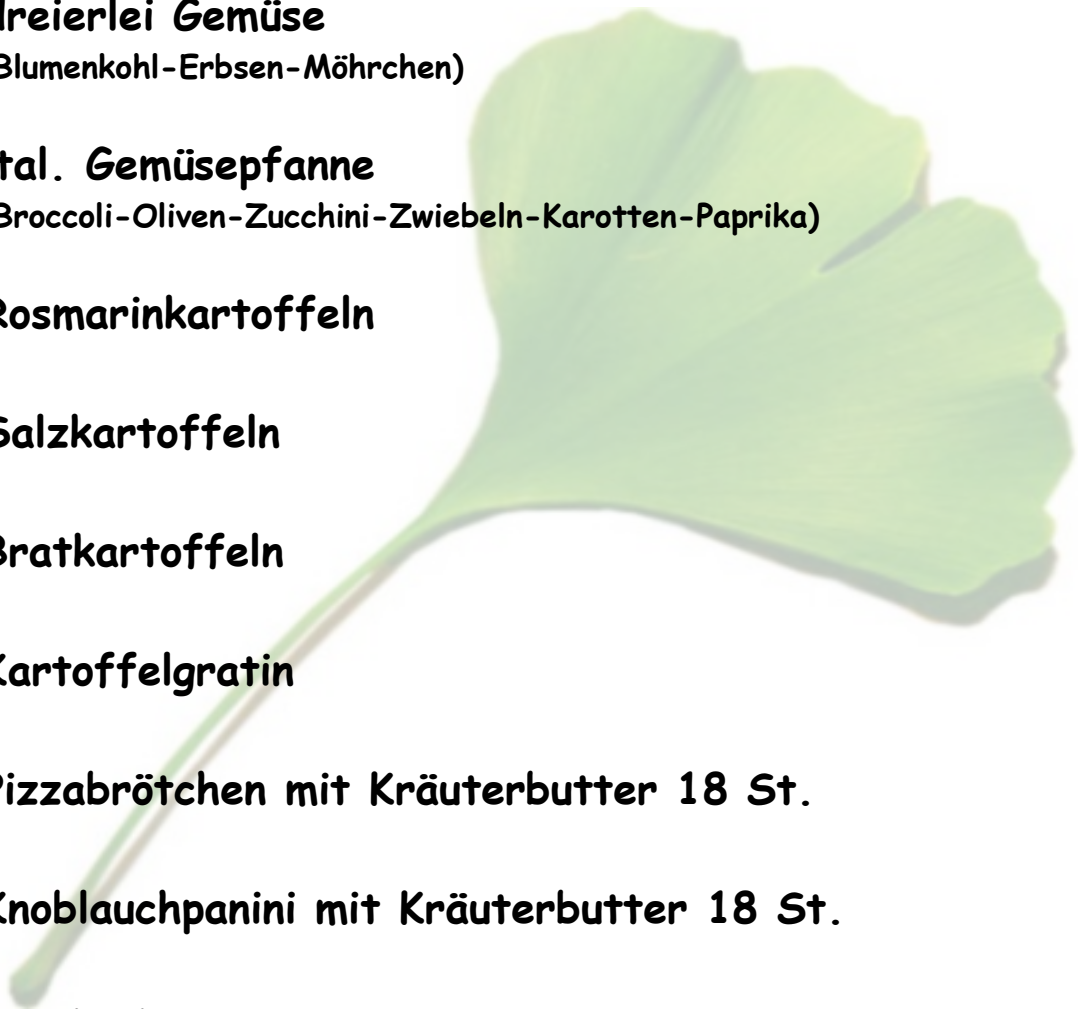 dreierlei Gemüse
Blumenkohl-Erbsen-Möhrchen)
tal. Gemüsepfanne
Broccoli-Oliven-Zucchini-Zwiebeln-Karotten-Paprika)
Rosmarinkartoffeln
Salzkartoffeln
Bratkartoffeln
Kartoffelgratin
Pizzabrötchen mit Kräuterbutter 18 St.
Knoblauchpanini mit Kräuterbutter 18 St.